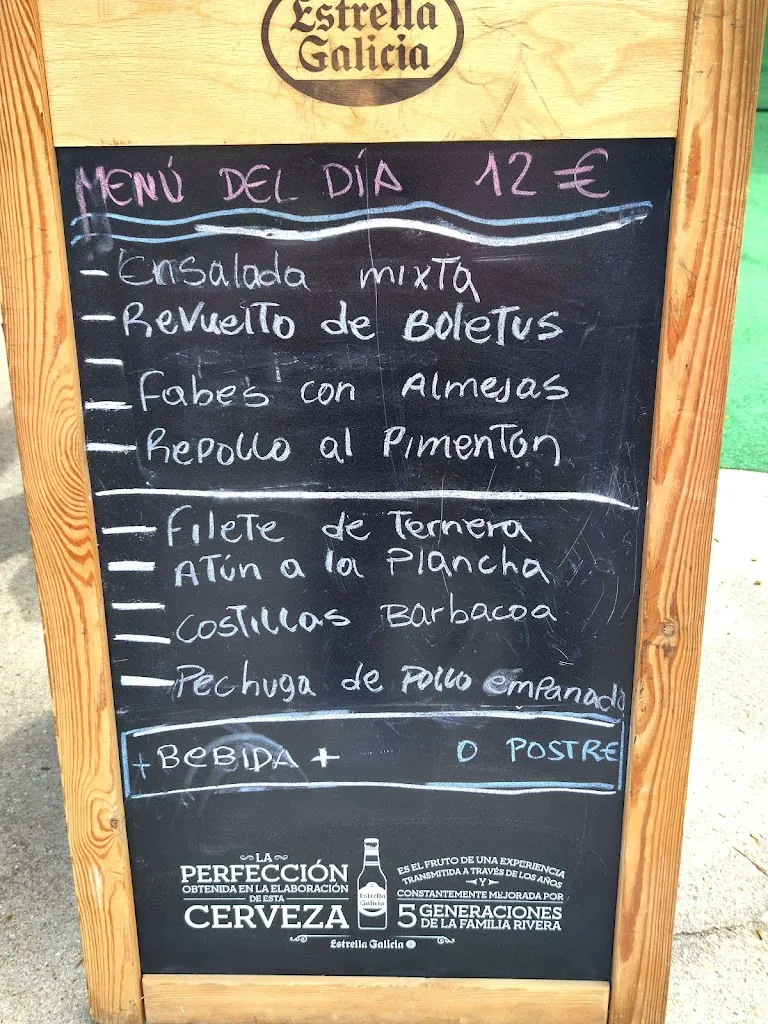 Estrella
Galicia
MENÚ DEL DÍA 12 €
- Ensalada mixta
- Revuelto de Boletus
-
- Fabes con Almejas
- Repollo al Pimenton
- Filete de Ternera
- Atún a la Plancha
-
- Costillas Barbacoa
- Pechuga de Pollo empanada
+ BEBIDA + O POSTRE
LA
PERFECCIÓN
OBTENIDA EN LA ELABORACIÓN
DE ESTA
CERVEZA
Estrella
Galicia
ES EL FRUTO DE UNA EXPERIENCIA
TRANSMITIDA A TRAVÉS DE LOS AÑOS
Y
CONSTANTEMENTE MEJORADA POR
5 GENERACIONES
DE LA FAMILIA RIVERA
Estrella Galicia